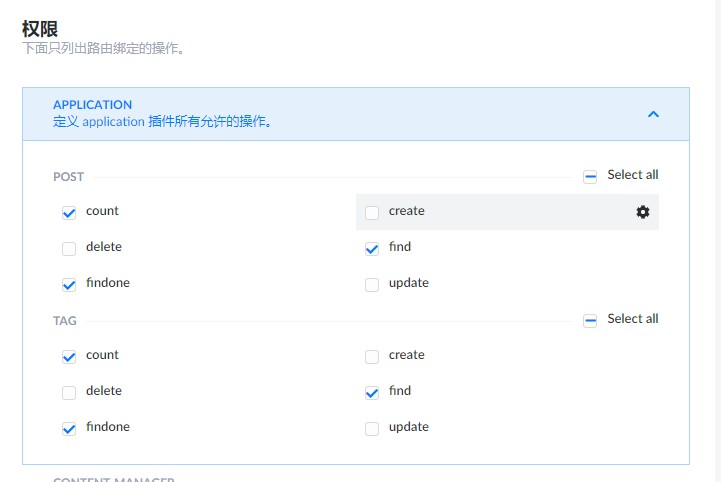 权限
下面只列出路由绑定的操作。
APPLICATION
定义 application 插件所有允许的操作。
POST Select all
count create
delete find
findone update
TAG Select all
count create
delete find
findone update
CONTENT-MANAGER